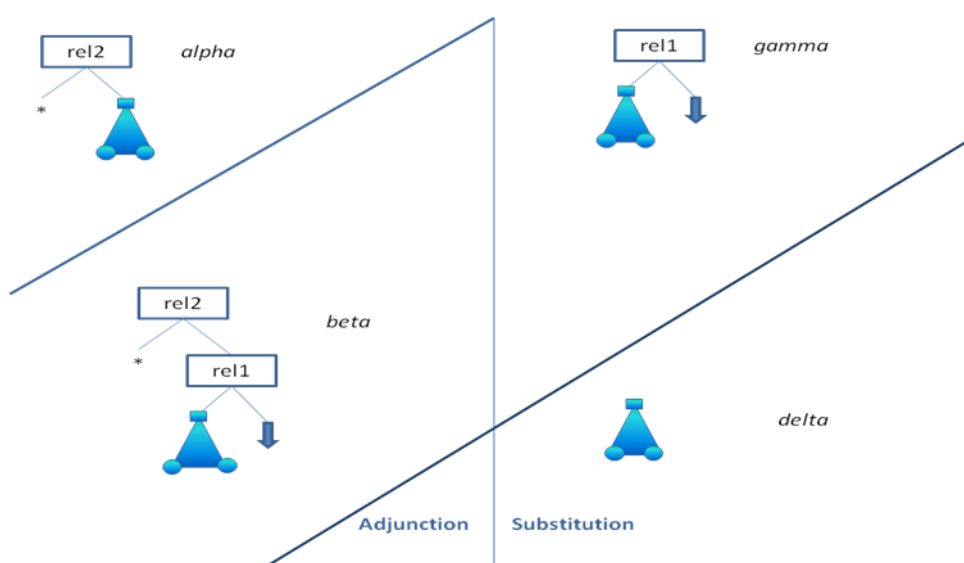 rel2
alpha
*
rel1
gamma
rel2
beta
*
rel1
delta
Adjunction
Substitution